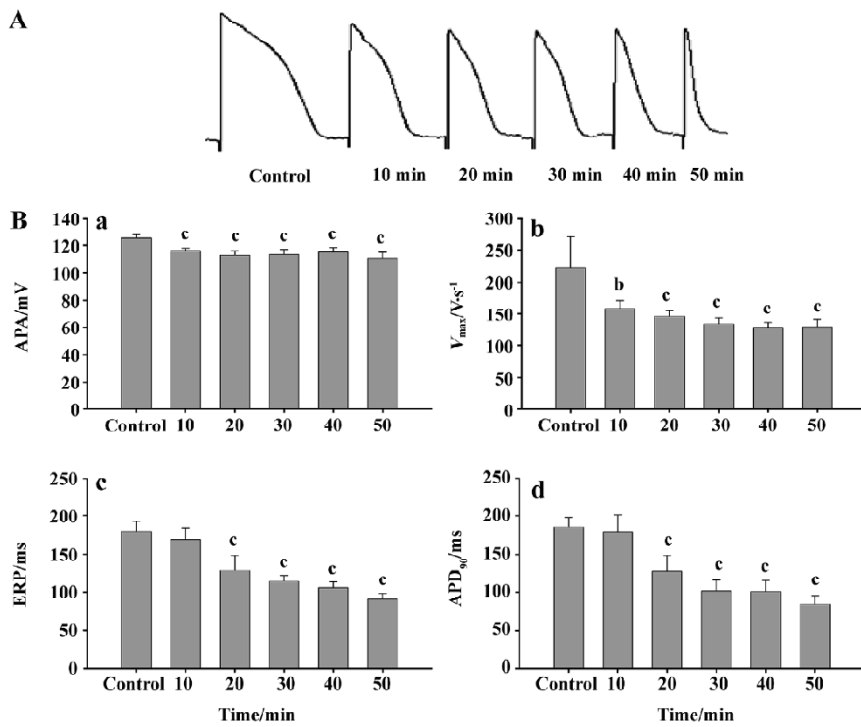 A
Control 10 min 20 min 30 min 40 min 50 min
B
a
APA/mV
140
120
100
80
60
40
20
0
c c c c c
Control 10 20 30 40 50
b
Vmax/V·s⁻¹
300
250
200
150
100
50
0
b c c c c
Control 10 20 30 40 50
c
ERP/ms
250
200
150
100
50
0
c c c c
Control 10 20 30 40 50
Time/min
d
APD₉₀/ms
250
200
150
100
50
0
c c c c
Control 10 20 30 40 50
Time/min